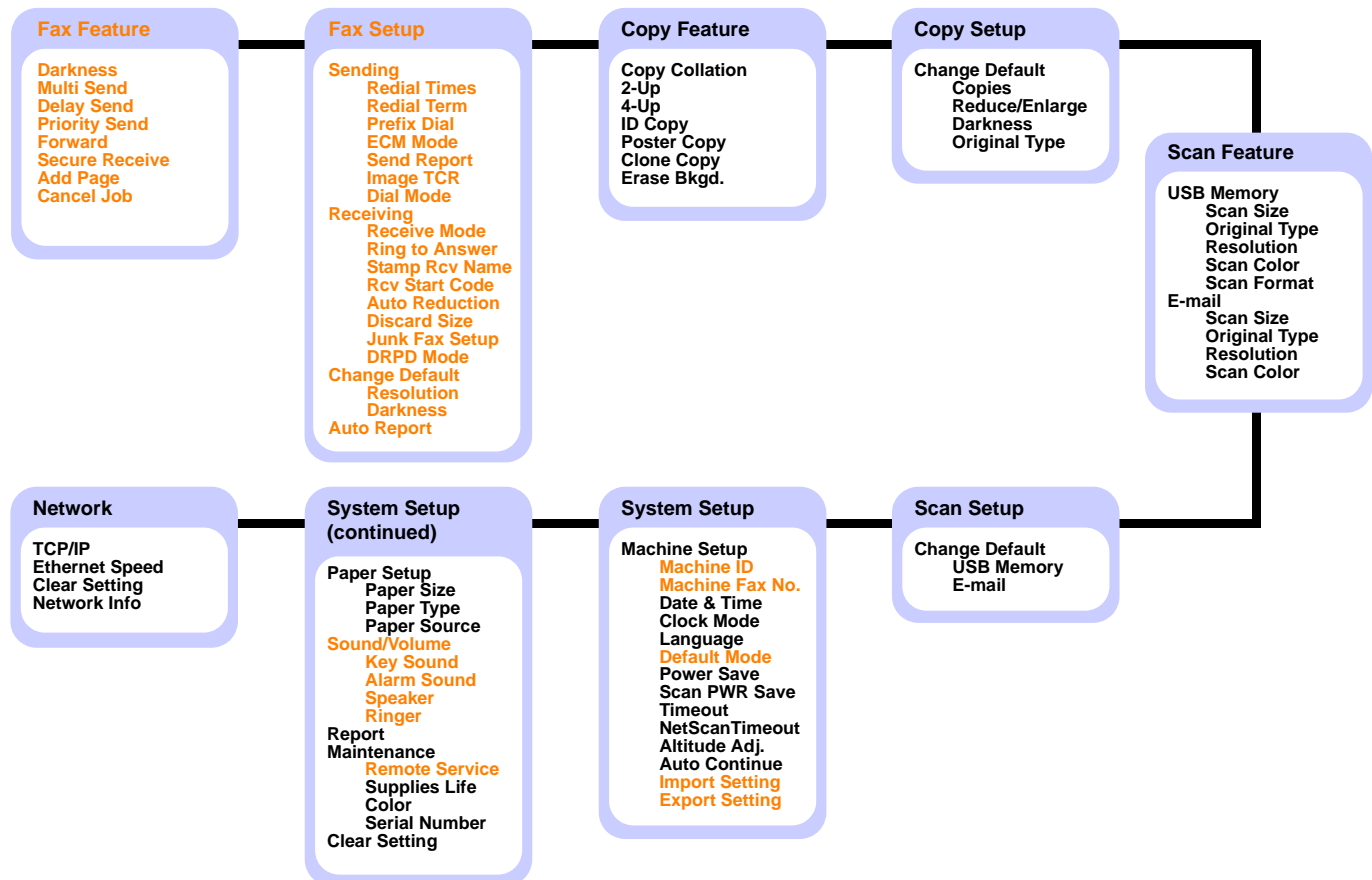 Fax Feature
Darkness
Multi Send
Delay Send
Priority Send
Forward
Secure Receive
Add Page
Cancel Job
Fax Setup
Sending
Redial Times
Redial Term
Prefix Dial
ECM Mode
Send Report
Image TCR
Dial Mode
Receiving
Receive Mode
Ring to Answer
Stamp Rcv Name
Rcv Start Code
Auto Reduction
Discard Size
Junk Fax Setup
DRPD Mode
Change Default
Resolution
Darkness
Auto Report
Copy Feature
Copy Collation
2-Up
4-Up
ID Copy
Poster Copy
Clone Copy
Erase Bkgd.
Copy Setup
Change Default
Copies
Reduce/Enlarge
Darkness
Original Type
Scan Feature
USB Memory
Scan Size
Original Type
Resolution
Scan Color
Scan Format
E-mail
Scan Size
Original Type
Resolution
Scan Color
Network
TCP/IP
Ethernet Speed
Clear Setting
Network Info
System Setup
(continued)
Paper Setup
Paper Size
Paper Type
Paper Source
Sound/Volume
Key Sound
Alarm Sound
Speaker
Ringer
Report
Maintenance
Remote Service
Supplies Life
Color
Serial Number
Clear Setting
System Setup
Machine Setup
Machine ID
Machine Fax No.
Date & Time
Clock Mode
Language
Default Mode
Power Save
Scan PWR Save
Timeout
NetScanTimeout
Altitude Adj.
Auto Continue
Import Setting
Export Setting
Scan Setup
Change Default
USB Memory
E-mail